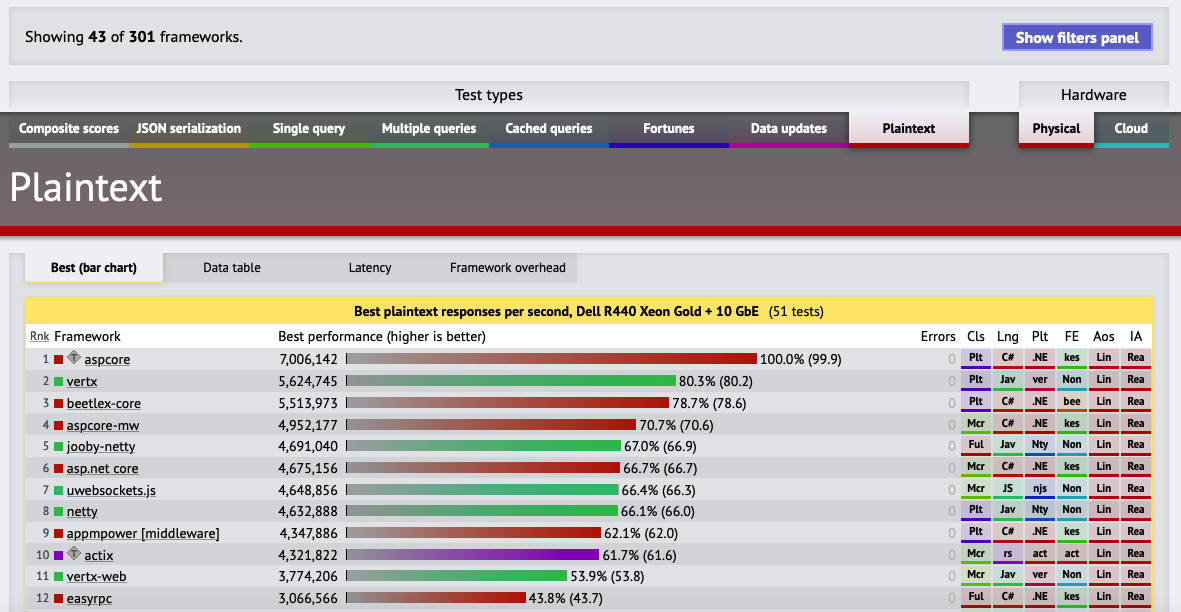 Showing 43 of 301 frameworks.
Show filters panel
Test types
Hardware
Composite scores JSON serialization Single query Multiple queries Cached queries Fortunes Data updates Plaintext Physical Cloud
Plaintext
Best (bar chart) Data table Latency Framework overhead
Best plaintext responses per second, Dell R440 Xeon Gold + 10 GbE (51 tests)
Rnk Framework Best performance (higher is better) Errors Cls Lng Plt FE Aos IA
1 T aspcore 7,006,142 100.0% (99.9) 0 Plt C# .NE kes Lin Rea
2 vertx 5,624,745 80.3% (80.2) 0 Plt Jav ver Non Lin Rea
3 beetlex-core 5,513,973 78.7% (78.6) 0 Plt C# .NE bee Lin Rea
4 aspcore-mw 4,952,177 70.7% (70.6) 0 Mcr C# .NE kes Lin Rea
5 jooby-netty 4,691,040 67.0% (66.9) 0 Ful Jav Nty Non Lin Rea
6 asp.net core 4,675,156 66.7% (66.7) 0 Mcr C# .NE kes Lin Rea
7 uwebsockets.js 4,648,856 66.4% (66.3) 0 Mcr JS njs Non Lin Rea
8 netty 4,632,888 66.1% (66.0) 0 Plt Jav Nty Non Lin Rea
9 appmpower [middleware] 4,347,886 62.1% (62.0) 0 Plt C# .NE kes Lin Rea
10 T actix 4,321,822 61.7% (61.6) 0 Mcr rs act act Lin Rea
11 vertx-web 3,774,206 53.9% (53.8) 0 Mcr Jav ver Non Lin Rea
12 easyrpc 3,066,566 43.8% (43.7) 0 Ful C# .NE kes Lin Rea